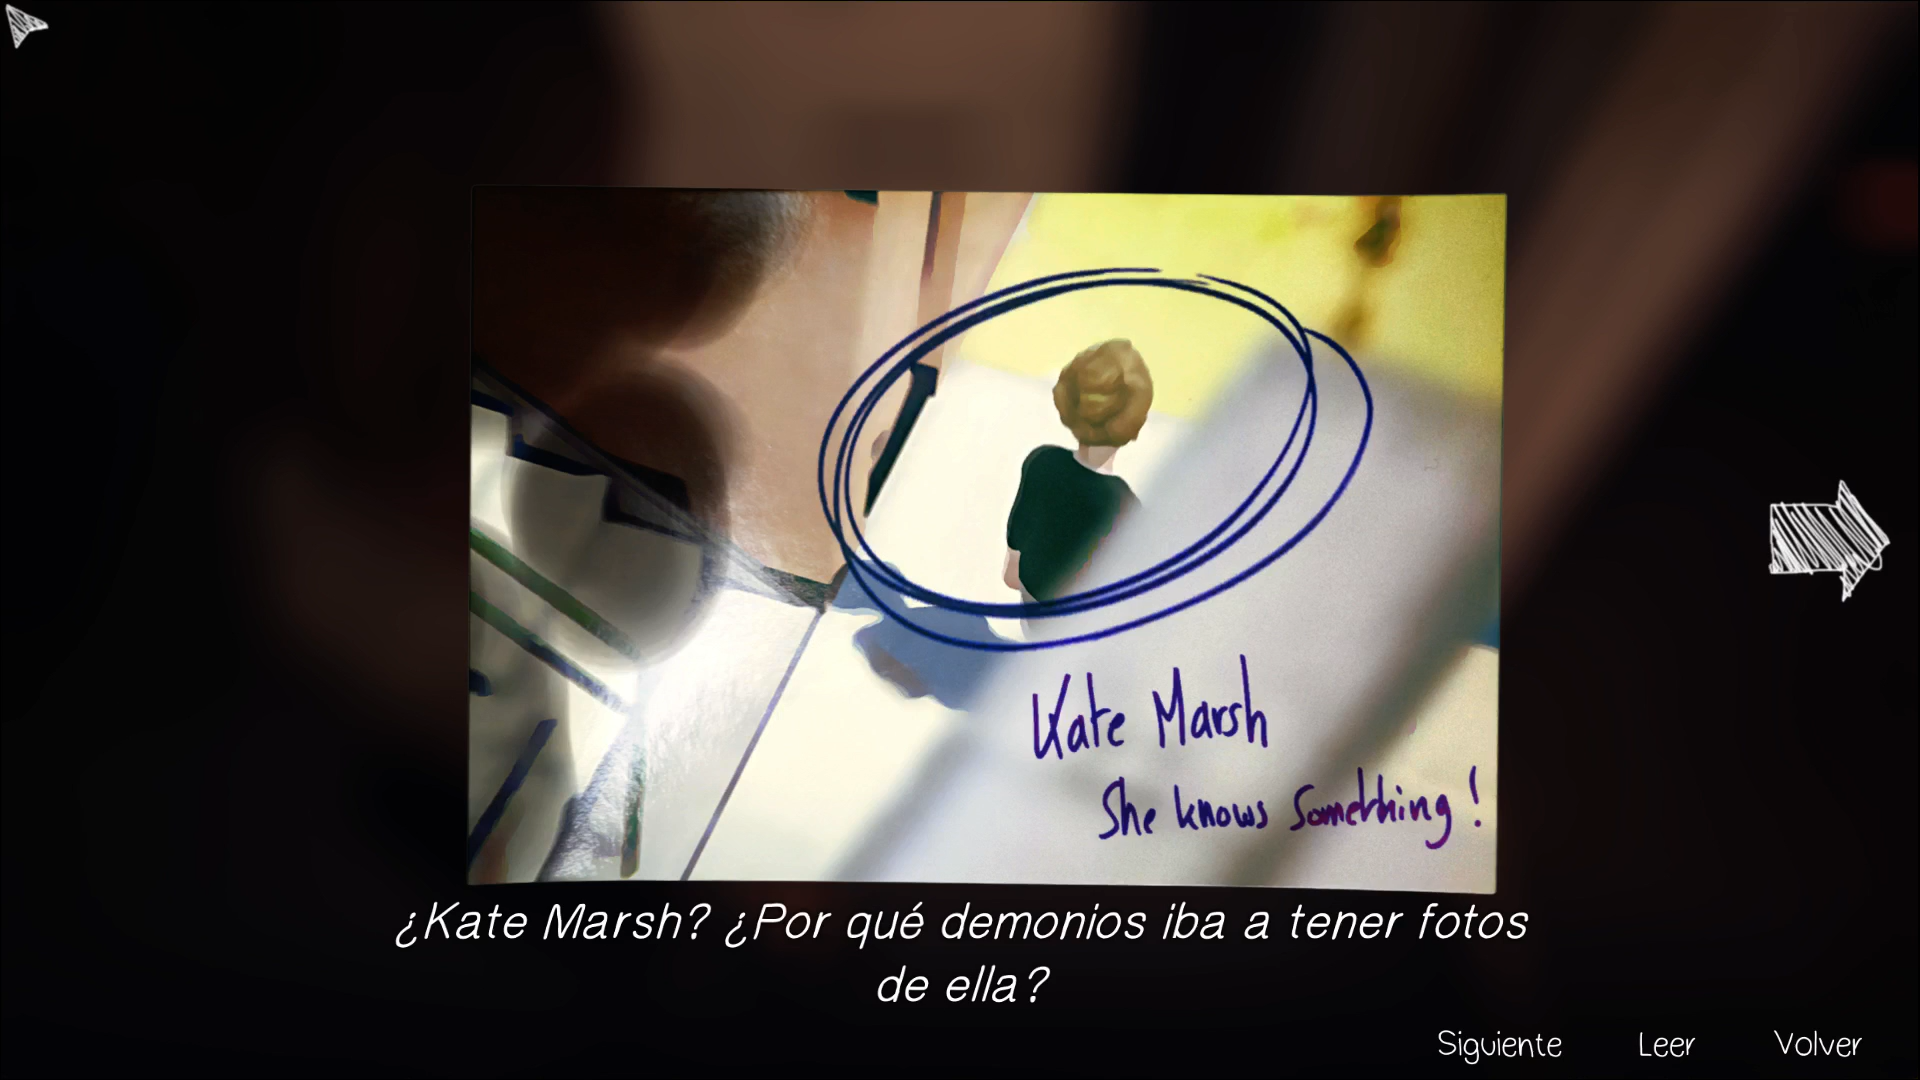 Kate Marsh
She knows Something!
¿Kate Marsh? ¿Por qué demonios iba a tener fotos
de ella?
Siguiente Leer Volver